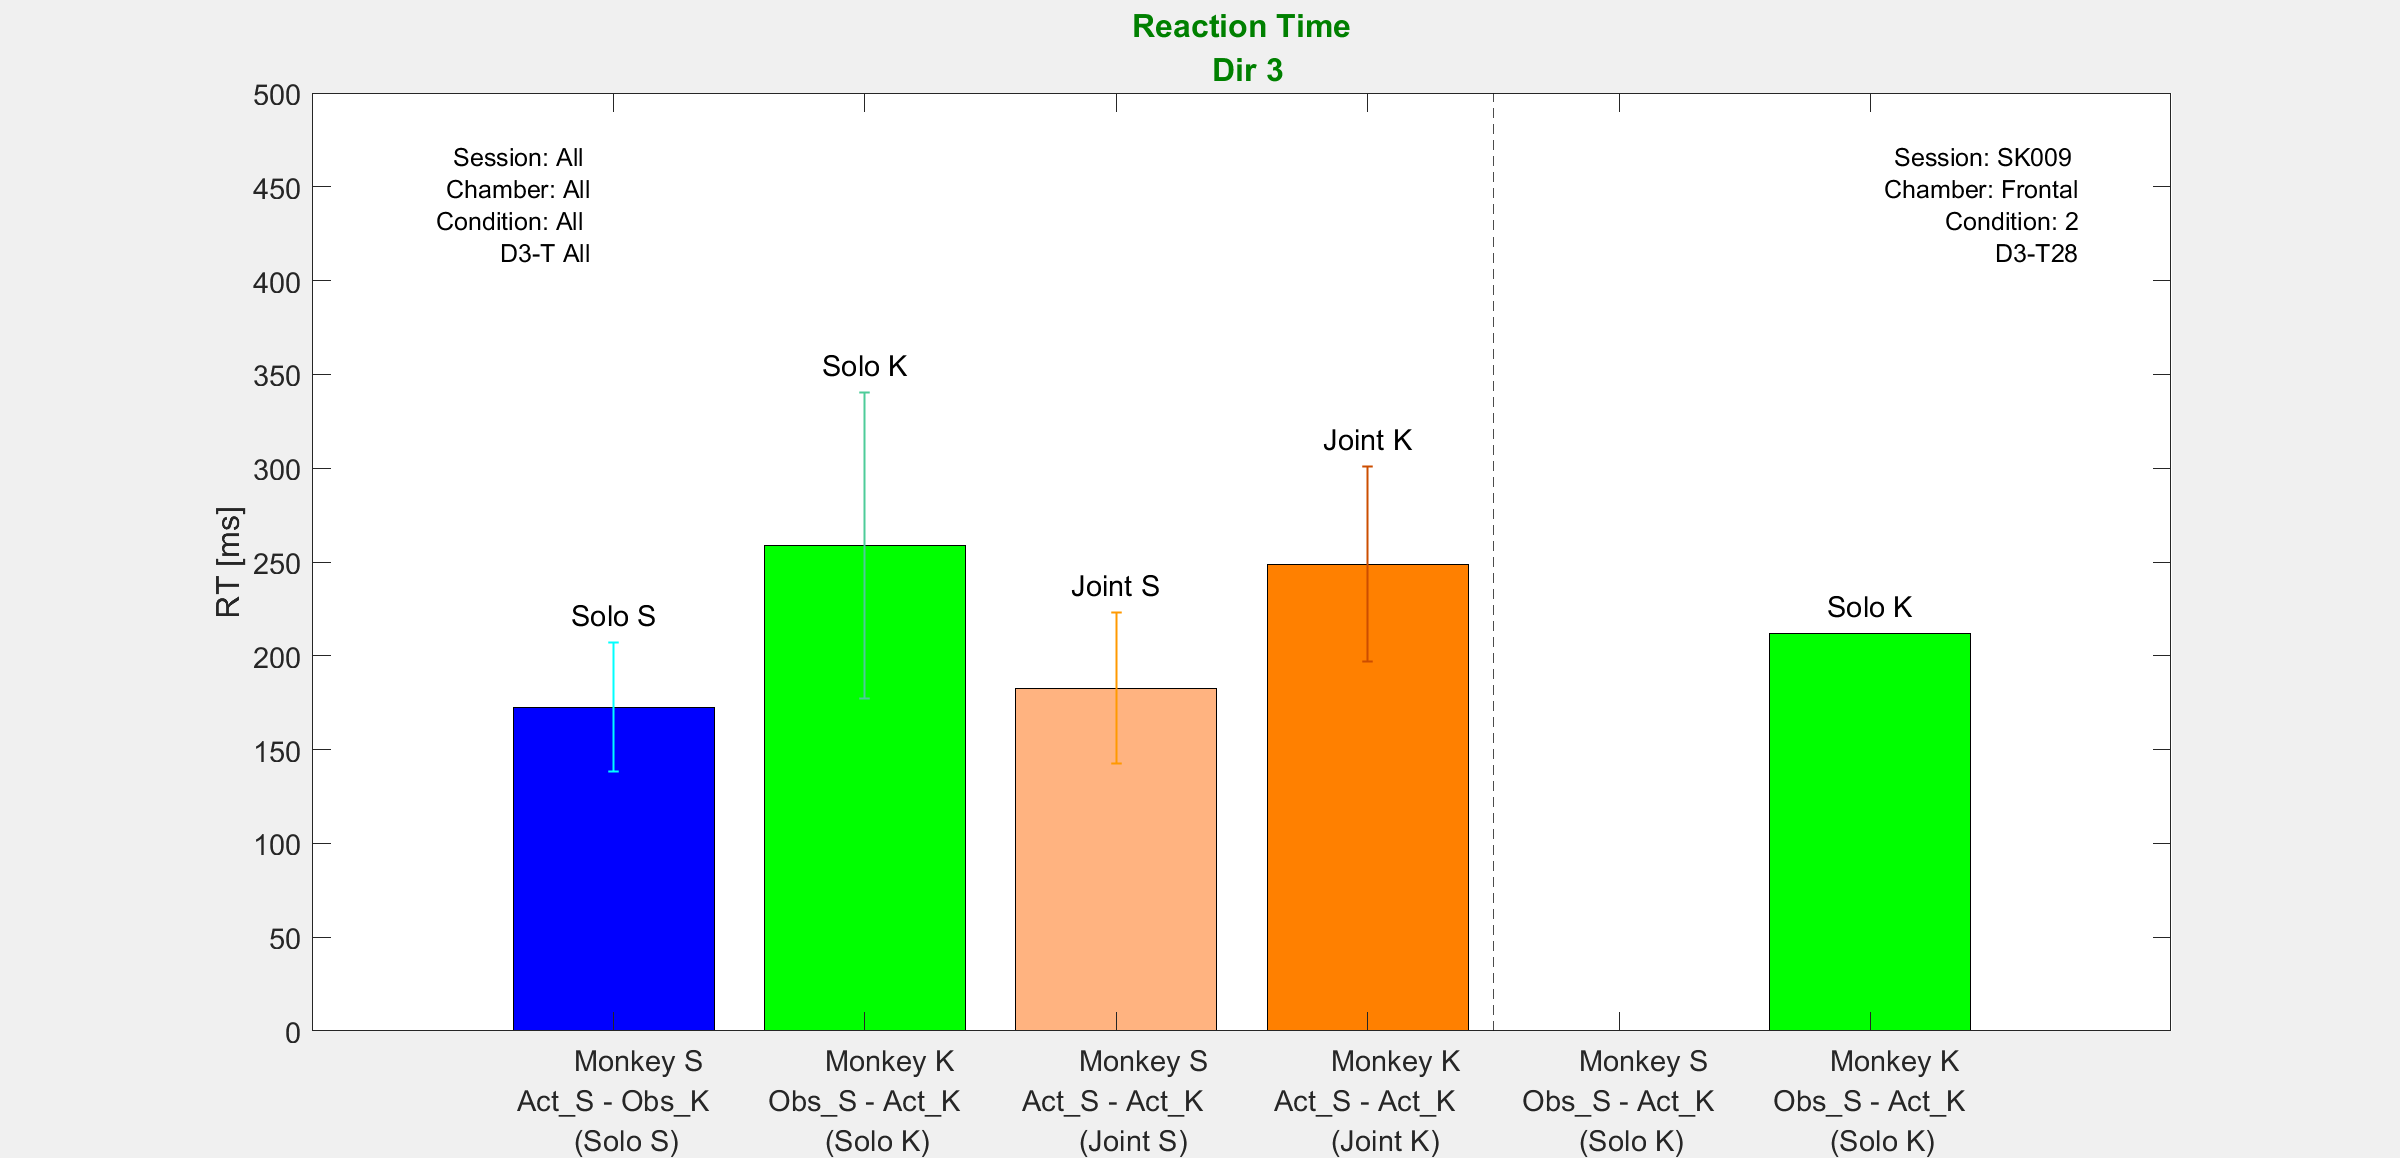 Reaction Time
Dir 3
500
450
400
350
300
250
200
150
100
50
0
RT [ms]
Session: All
Chamber: All
Condition: All
D3-T All
Session: SK009
Chamber: Frontal
Condition: 2
D3-T28
Solo S
Solo K
Joint S
Joint K
Solo K
Monkey S
Act_S - Obs_K
(Solo S)
Monkey K
Obs_S - Act_K
(Solo K)
Monkey S
Act_S - Act_K
(Joint S)
Monkey K
Act_S - Act_K
(Joint K)
Monkey S
Obs_S - Act_K
(Solo K)
Monkey K
Obs_S - Act_K
(Solo K)